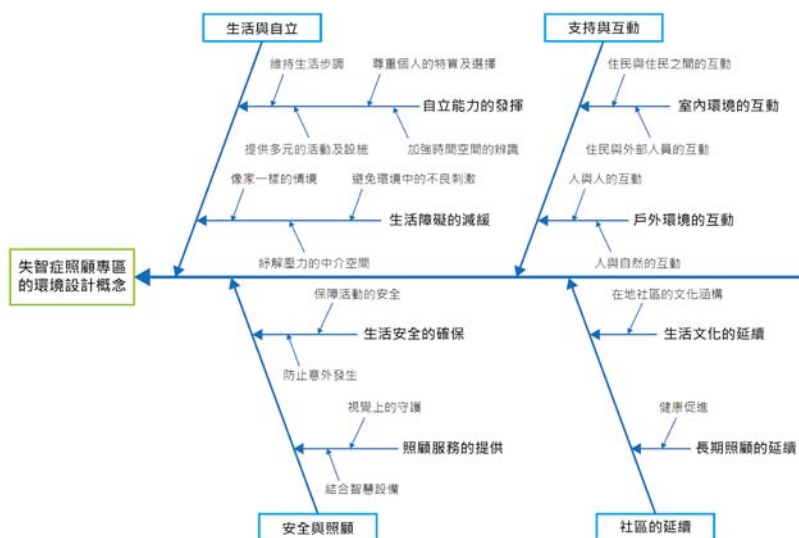 生活與自立
支持與互動
維持生活步調
尊重個人的特質及選擇
自立能力的發揮
提供多元的活動及設施
加強時間空間的辨識
住民與住民之間的互動
室內環境的互動
住民與外部人員的互動
像家一樣的情境
避免環境中的不良刺激
生活障礙的減緩
紓解壓力的中介空間
人與人的互動
戶外環境的互動
人與自然的互動
失智症照顧專區
的環境設計概念
保障活動的安全
生活安全的確保
防止意外發生
視覺上的守護
照顧服務的提供
結合智慧設備
安全與照顧
在地社區的文化涵構
生活文化的延續
健康促進
長期照顧的延續
社區的延續